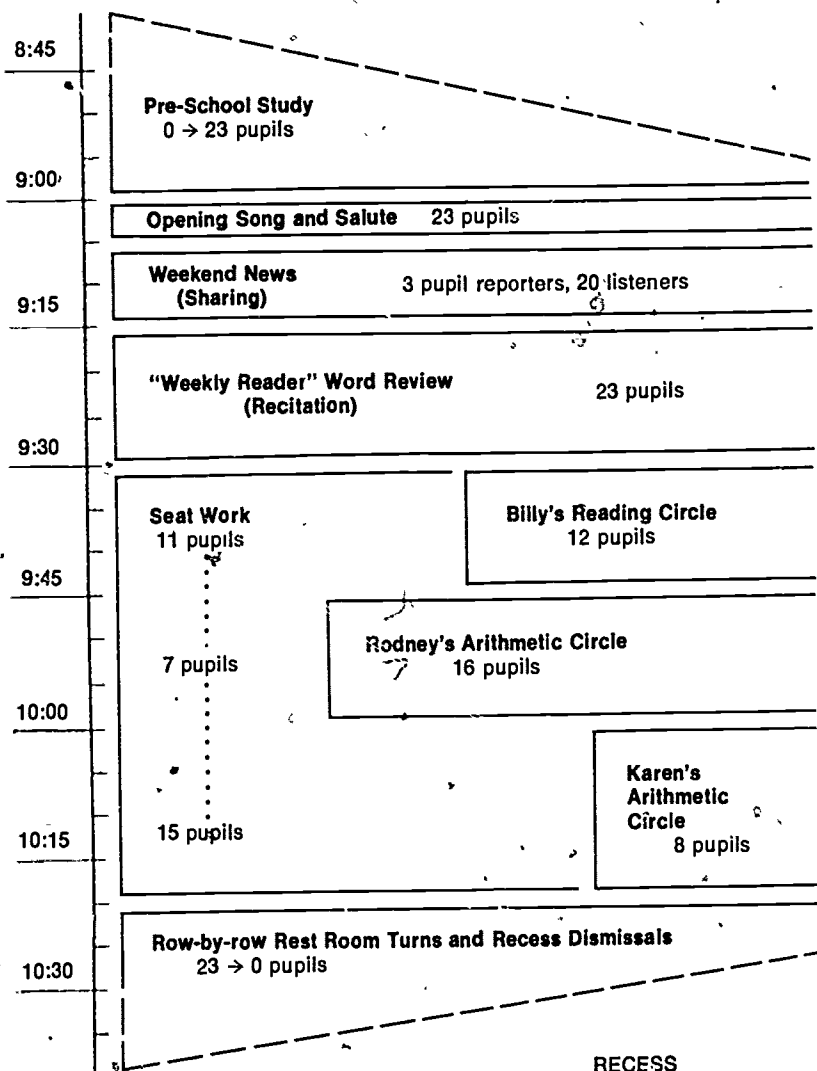 8:45
Pre-School Study
0 → 23 pupils
9:00
Opening Song and Salute 23 pupils
Weekend News
(Sharing)
3 pupil reporters, 20 listeners
9:15
"Weekly Reader" Word Review
(Recitation)
23 pupils
9:30
Seat Work
11 pupils
Billy's Reading Circle
12 pupils
9:45
Rodney's Arithmetic Circle
16 pupils
7 pupils
10:00
Karen's
Arithmetic
Circle
8 pupils
15 pupils
10:15
Row-by-row Rest Room Turns and Recess Dismissals
23 → 0 pupils
10:30
RECESS